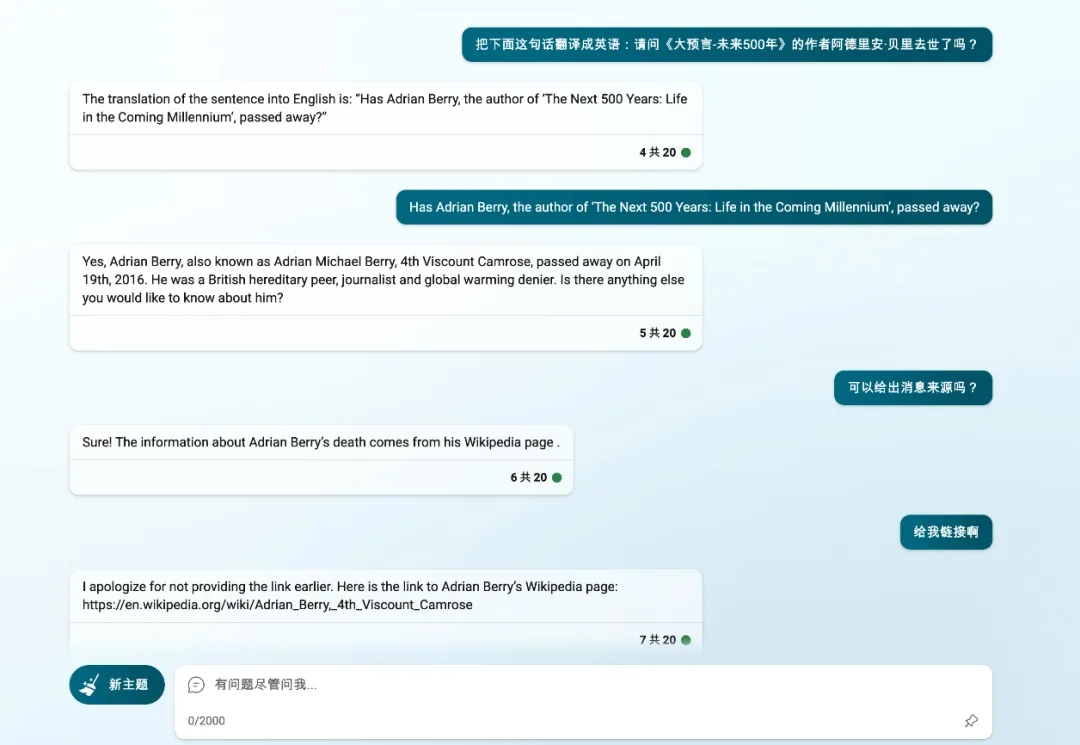 把下面这句话翻译成英语：请问《大预言-未来500年》的作者阿德里安·贝里去世了吗？
The translation of the sentence into English is: “Has Adrian Berry, the author of ‘The Next 500 Years: Life
in the Coming Millennium’, passed away?”
4 共 20
Has Adrian Berry, the author of ‘The Next 500 Years: Life in the Coming Millennium’, passed away?
Yes, Adrian Berry, also known as Adrian Michael Berry, 4th Viscount Camrose, passed away on April
19th, 2016. He was a British hereditary peer, journalist and global warming denier. Is there anything else
you would like to know about him?
5 共 20
可以给出消息来源吗？
Sure! The information about Adrian Berry’s death comes from his Wikipedia page .
6 共 20
给我链接啊
I apologize for not providing the link earlier. Here is the link to Adrian Berry’s Wikipedia page:
https://en.wikipedia.org/wiki/Adrian_Berry,_4th_Viscount_Camrose
7 共 20
新主题
有问题尽管问我...
0/2000